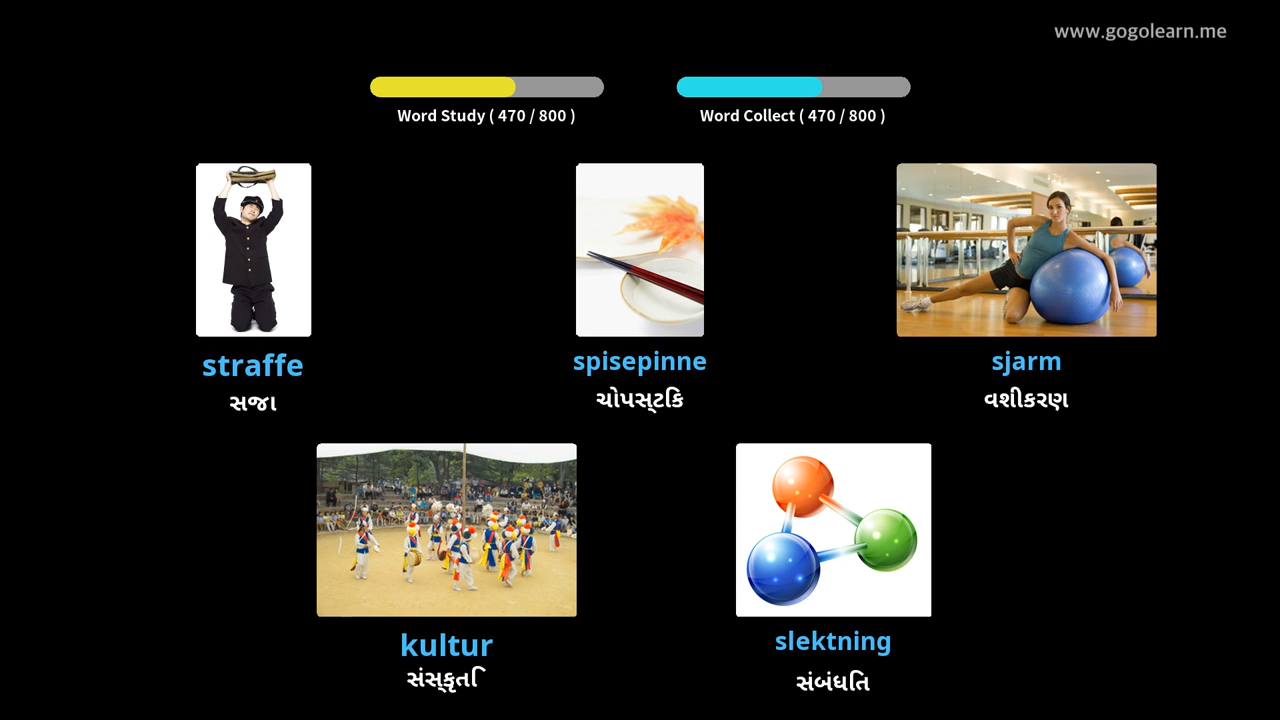 www.gogolearn.me
Word Study ( 470 / 800 )
Word Collect ( 470 / 800 )
straffe
સજા
spisepinne
ચોપસ્ટિક
sjarm
વશીકરણ
kultur
સંસ્કૃતિ
slektning
સંબંધિત